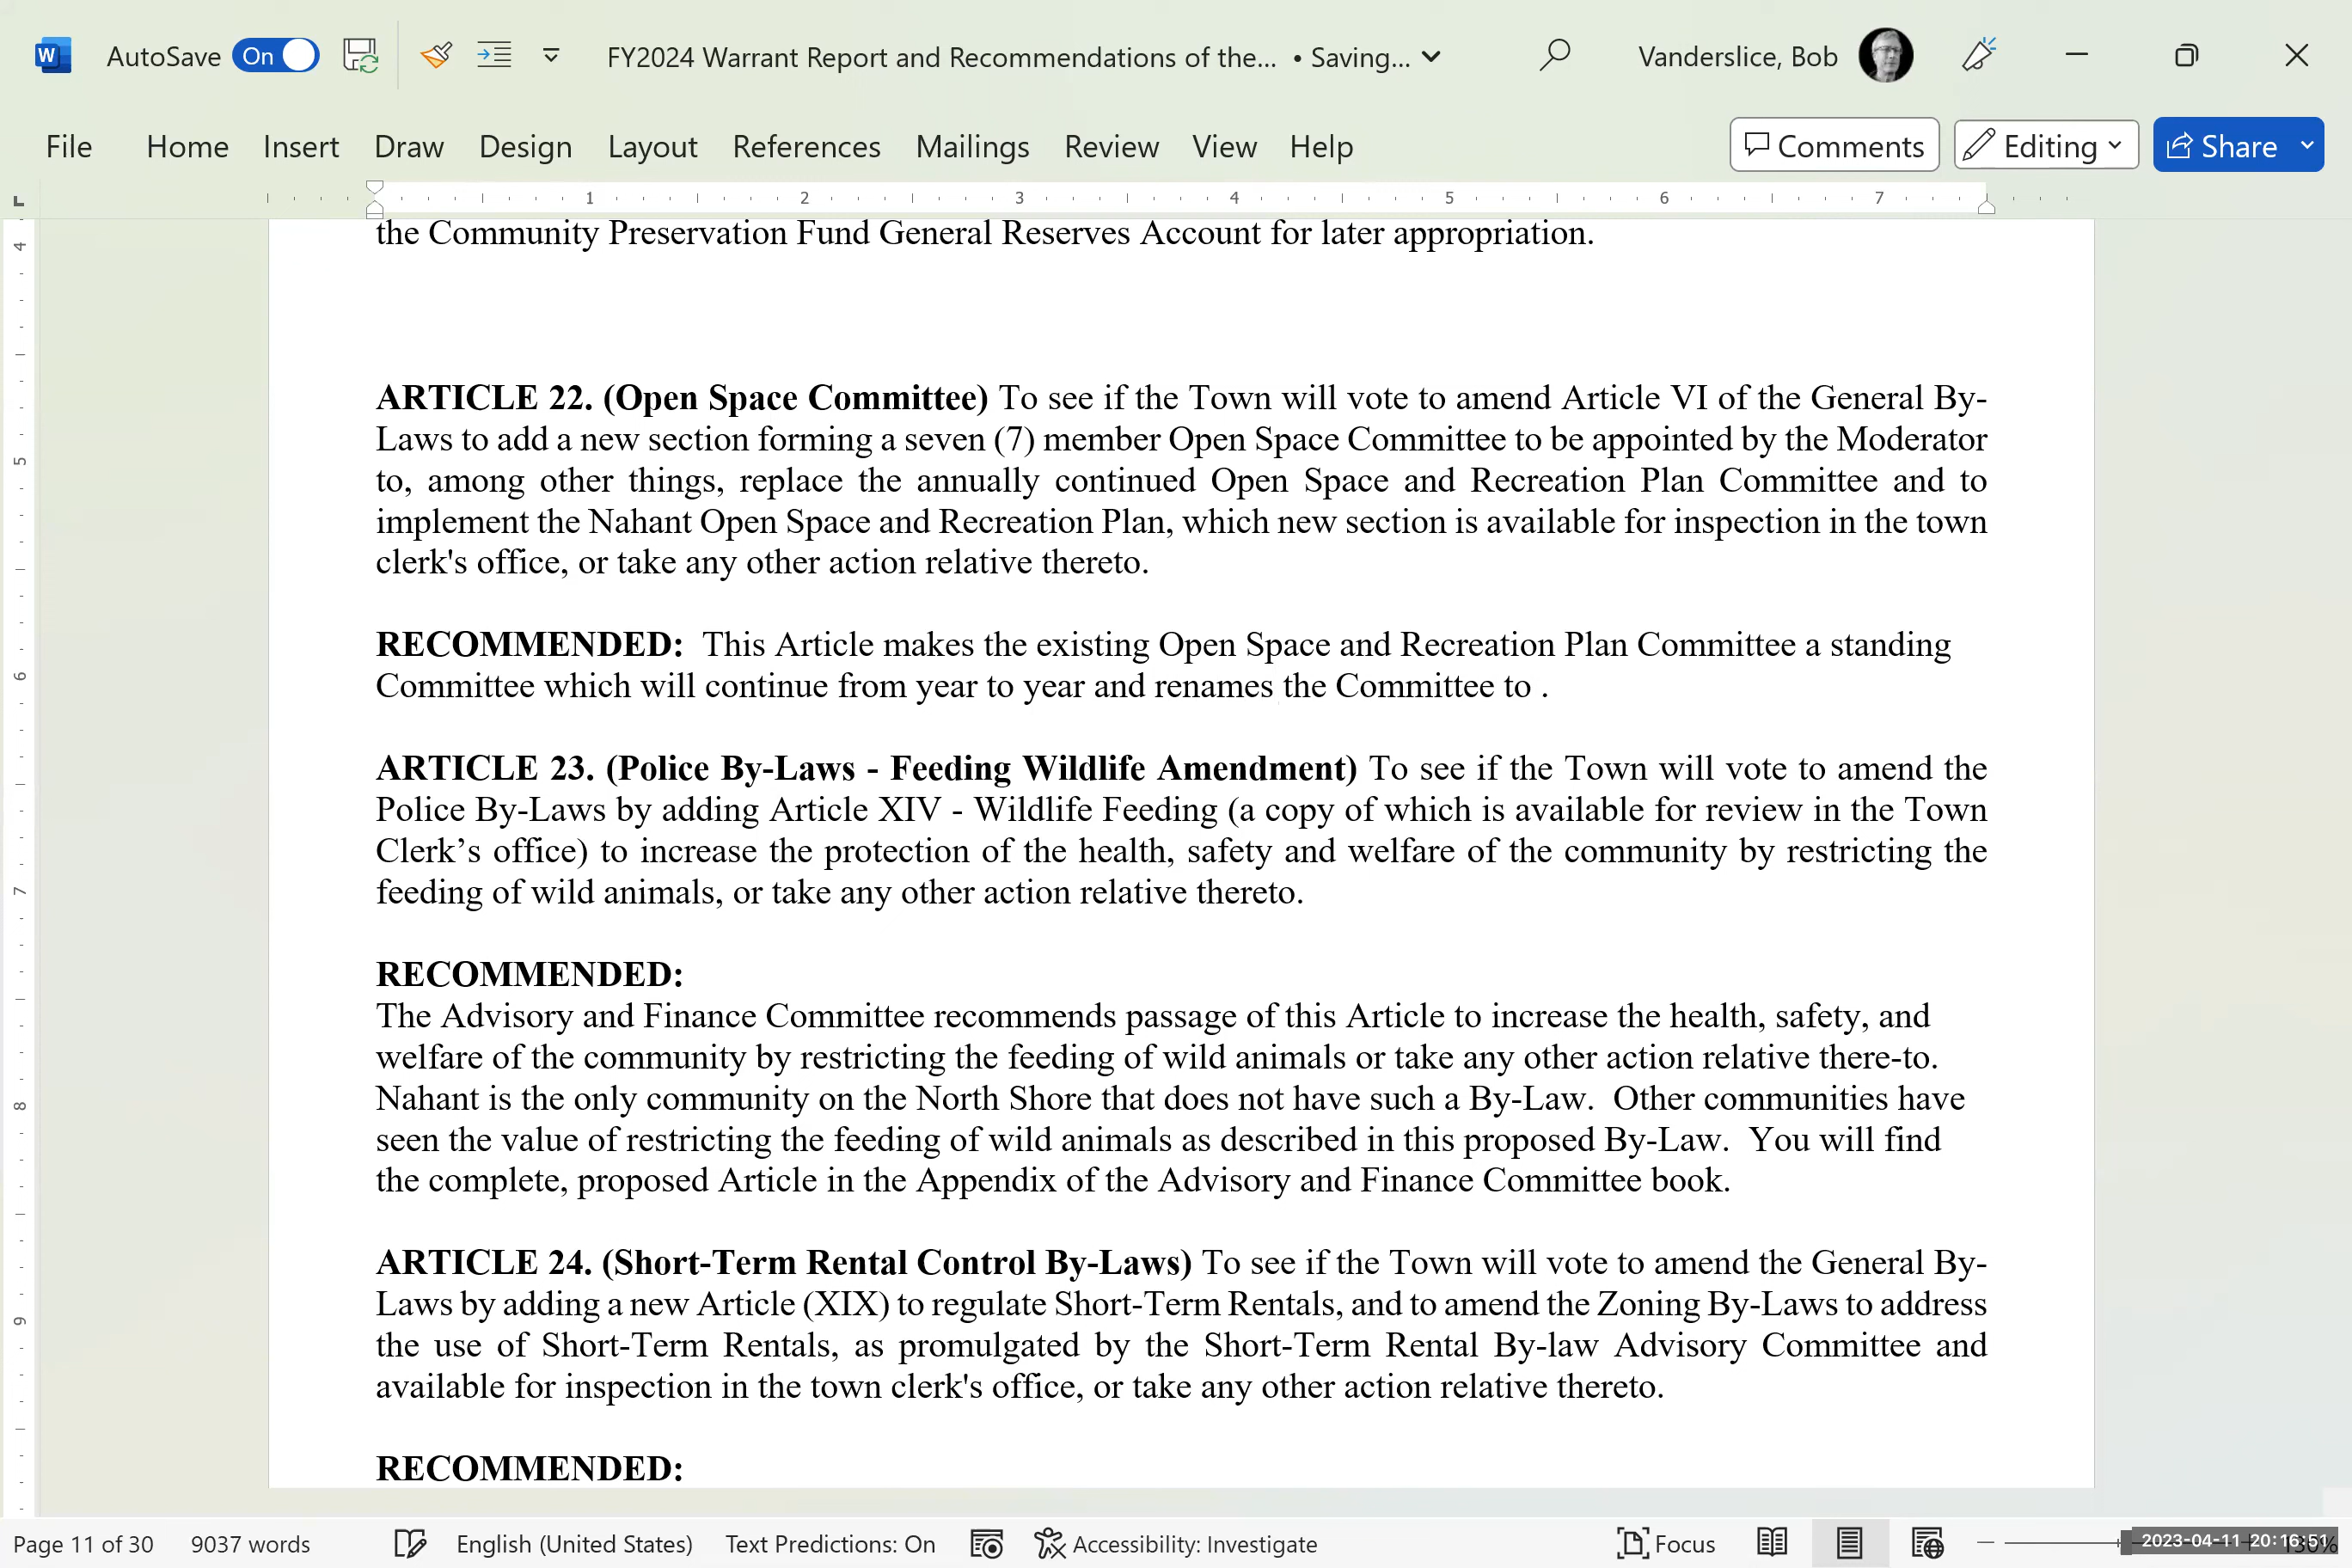 AutoSave On FY2024 Warrant Report and Recommendations of the... • Saving... Vanderslice, Bob
File Home Insert Draw Design Layout References Mailings Review View Help Comments Editing Share
1 2 3 4 5 6 7
the Community Preservation Fund General Reserves Account for later appropriation.
ARTICLE 22. (Open Space Committee) To see if the Town will vote to amend Article VI of the General By-
Laws to add a new section forming a seven (7) member Open Space Committee to be appointed by the Moderator
to, among other things, replace the annually continued Open Space and Recreation Plan Committee and to
implement the Nahant Open Space and Recreation Plan, which new section is available for inspection in the town
clerk's office, or take any other action relative thereto.
RECOMMENDED: This Article makes the existing Open Space and Recreation Plan Committee a standing
Committee which will continue from year to year and renames the Committee to .
ARTICLE 23. (Police By-Laws - Feeding Wildlife Amendment) To see if the Town will vote to amend the
Police By-Laws by adding Article XIV - Wildlife Feeding (a copy of which is available for review in the Town
Clerk’s office) to increase the protection of the health, safety and welfare of the community by restricting the
feeding of wild animals, or take any other action relative thereto.
RECOMMENDED:
The Advisory and Finance Committee recommends passage of this Article to increase the health, safety, and
welfare of the community by restricting the feeding of wild animals or take any other action relative there-to.
Nahant is the only community on the North Shore that does not have such a By-Law. Other communities have
seen the value of restricting the feeding of wild animals as described in this proposed By-Law. You will find
the complete, proposed Article in the Appendix of the Advisory and Finance Committee book.
ARTICLE 24. (Short-Term Rental Control By-Laws) To see if the Town will vote to amend the General By-
Laws by adding a new Article (XIX) to regulate Short-Term Rentals, and to amend the Zoning By-Laws to address
the use of Short-Term Rentals, as promulgated by the Short-Term Rental By-law Advisory Committee and
available for inspection in the town clerk's office, or take any other action relative thereto.
RECOMMENDED:
4
5
6
7
8
9
Page 11 of 30 9037 words English (United States) Text Predictions: On Accessibility: Investigate Focus
2023-04-11 20:16:51